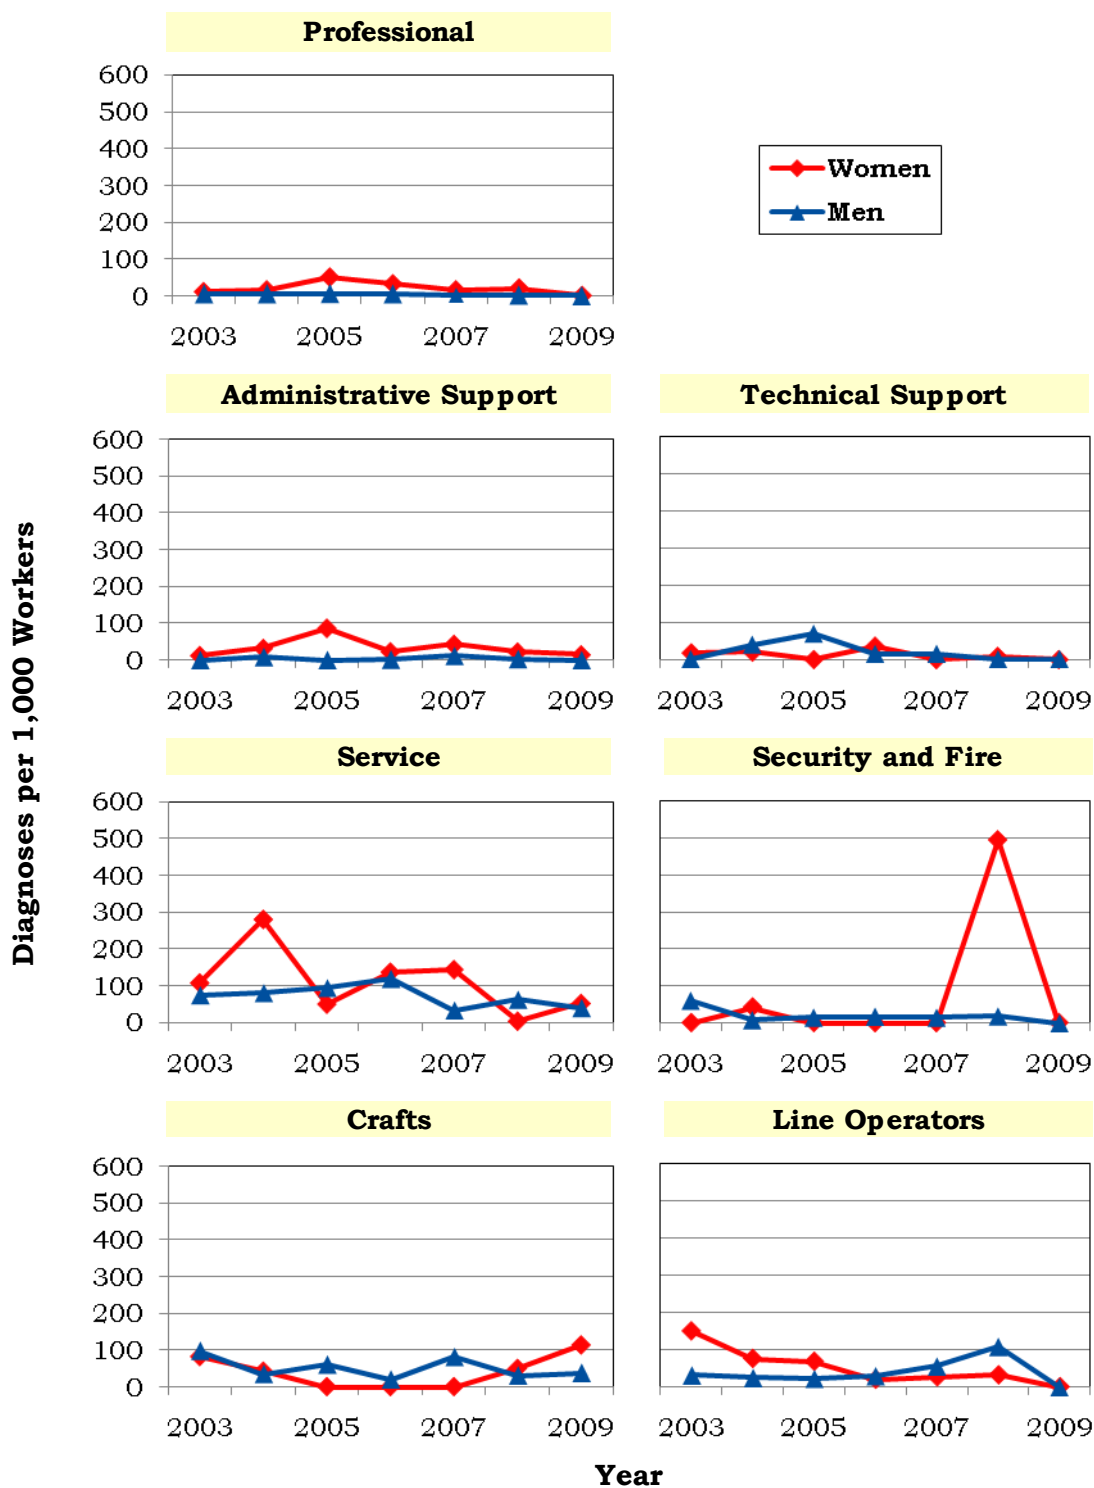 Professional
600
500
400
300
200
100
0
2003 2005 2007 2009
Women
Men
Diagnoses per 1,000 Workers
Administrative Support
600
500
400
300
200
100
0
2003 2005 2007 2009
Technical Support
2003 2005 2007 2009
Service
600
500
400
300
200
100
0
2003 2005 2007 2009
Security and Fire
2003 2005 2007 2009
Crafts
600
500
400
300
200
100
0
2003 2005 2007 2009
Line Operators
2003 2005 2007 2009
Year